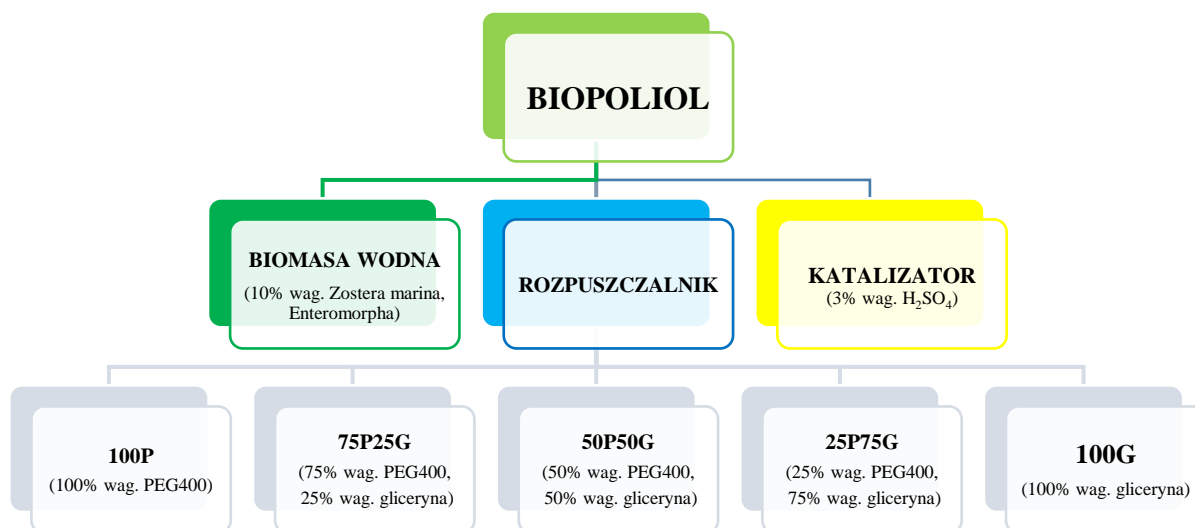 BIOPOLIOL
BIOMASA WODNA
(10% wag. Zostera marina,
Enteromorpha)
ROZPUSZCZALNIK
KATALIZATOR
(3% wag. H₂SO₄)
100P
(100% wag. PEG400)
75P25G
(75% wag. PEG400,
25% wag. gliceryna)
50P50G
(50% wag. PEG400,
50% wag. gliceryna)
25P75G
(25% wag. PEG400,
75% wag. gliceryna)
100G
(100% wag. gliceryna)